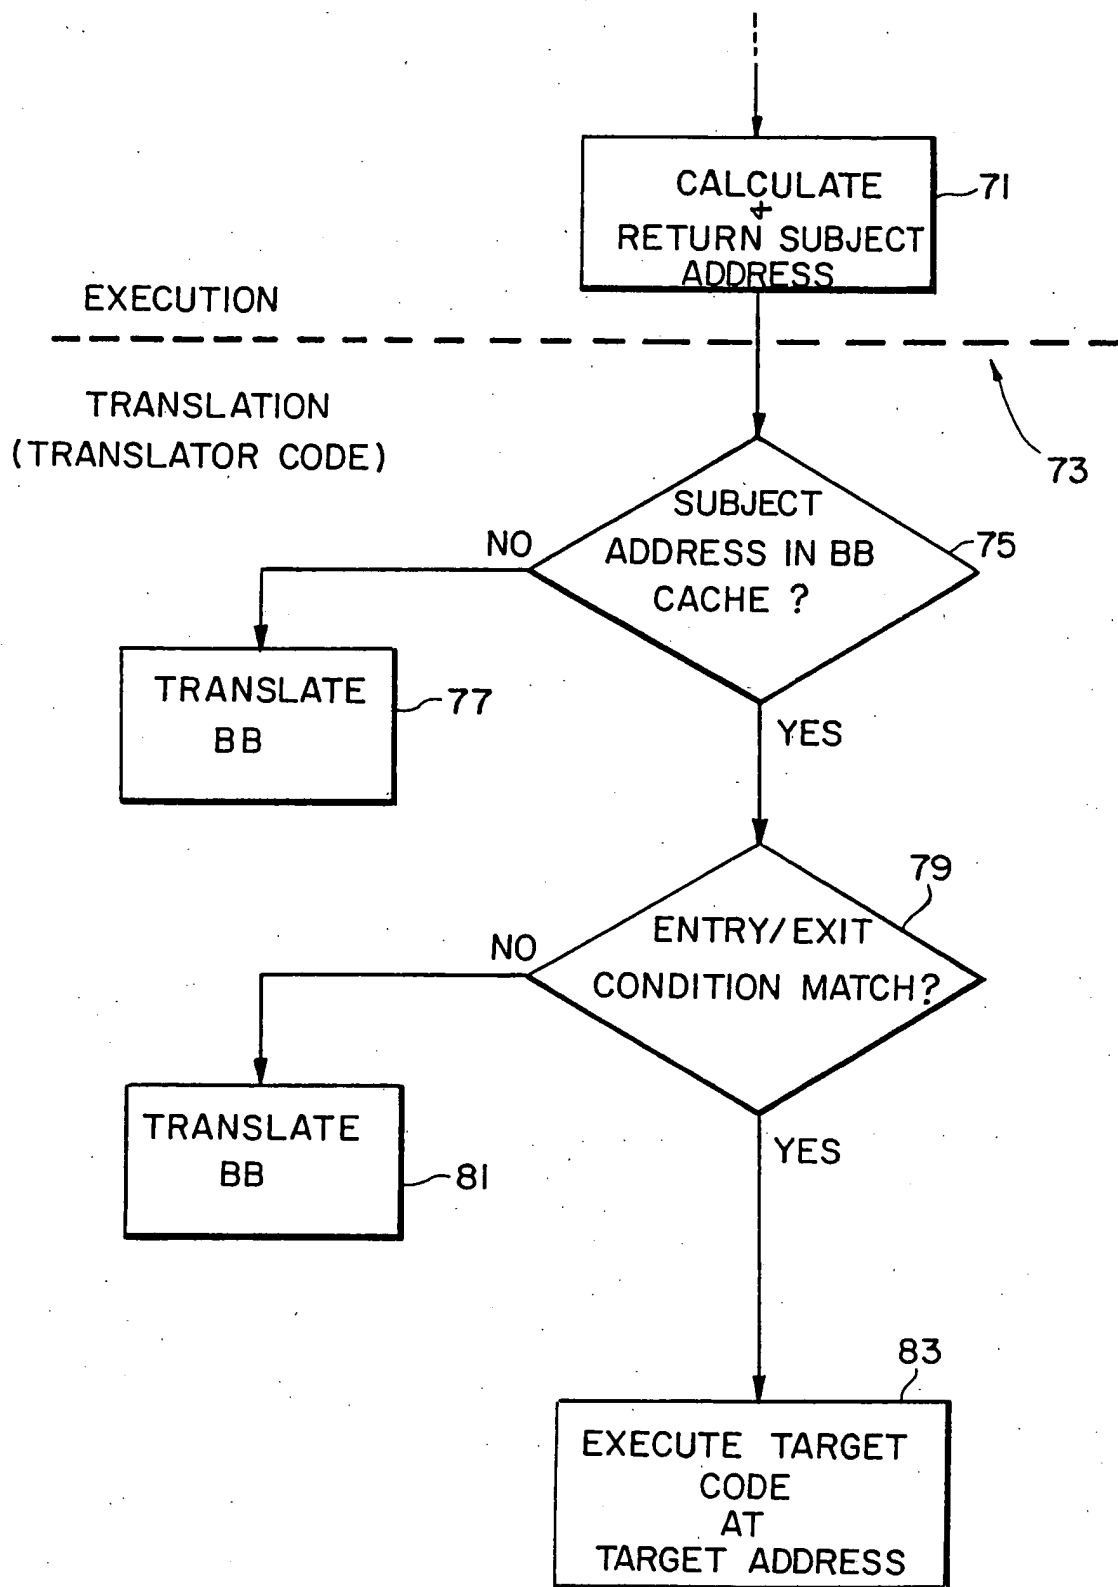 CALCULATE
+
RETURN SUBJECT
ADDRESS
71
EXECUTION
TRANSLATION
(TRANSLATOR CODE)
73
SUBJECT
ADDRESS IN BB
CACHE ?
75
NO
YES
TRANSLATE
BB
77
ENTRY/EXIT
CONDITION MATCH?
79
NO
YES
TRANSLATE
BB
81
83
EXECUTE TARGET
CODE
AT
TARGET ADDRESS